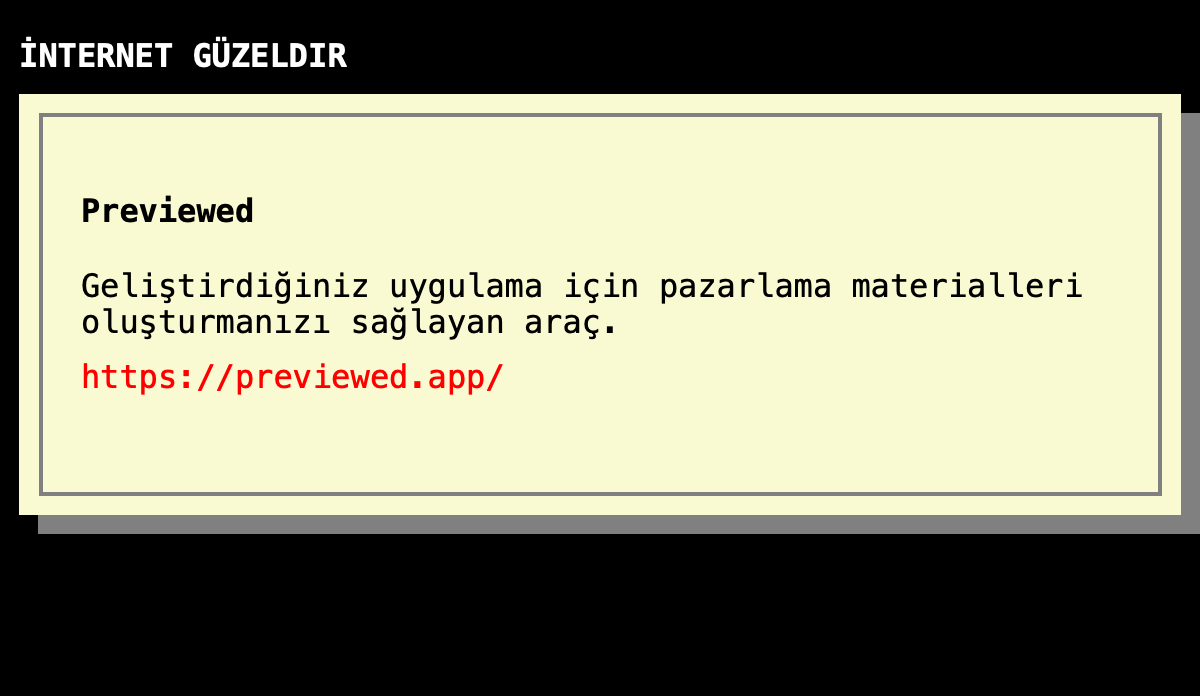 İNTERNET GÜZELDIR
Previewed
Geliştirdiğiniz uygulama için pazarlama materialleri
oluşturmanızı sağlayan araç.
https://previewed.app/